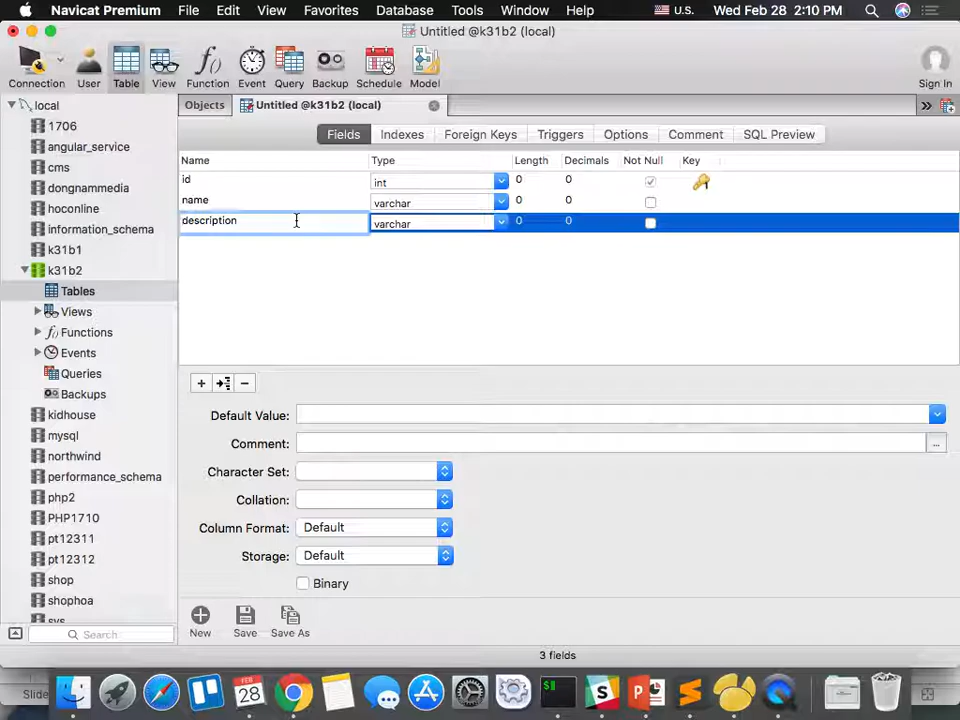 Navicat Premium File Edit View Favorites Database Tools Window Help U.S. Wed Feb 28 2:10 PM
Untitled @k31b2 (local)
Connection User Table View Function Event Query Backup Schedule Model Sign In
local
Objects Untitled @k31b2 (local)
1706
angular_service
cms
dongnammedia
hoconline
information_schema
k31b1
k31b2
Tables
Views
Functions
Events
Queries
Backups
kidhouse
mysql
northwind
performance_schema
php2
PHP1710
pt12311
pt12312
shop
shophoa
sys
Search
Fields Indexes Foreign Keys Triggers Options Comment SQL Preview
Name Type Length Decimals Not Null Key
id int 0 0
name varchar 0 0
description varchar 0 0
Default Value:
Comment:
Character Set:
Collation:
Column Format: Default
Storage: Default
Binary
New Save Save As
3 fields
Slide
28